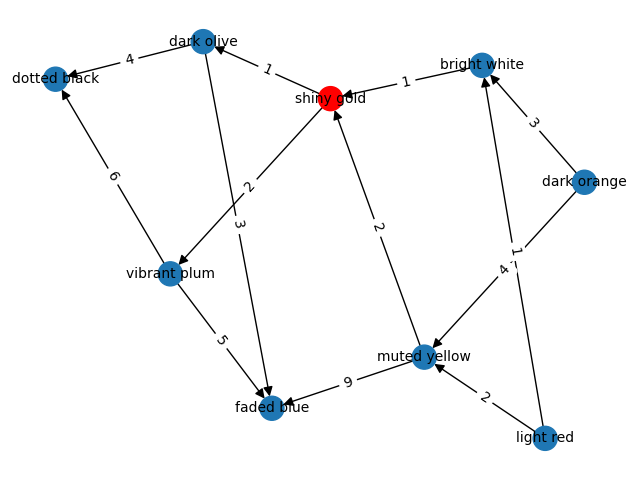 dark olive
4
bright white
1
dotted black
1
shiny gold
3
6
2
dark orange
3
2
1
4
vibrant plum
5
muted yellow
9
2
faded blue
light red